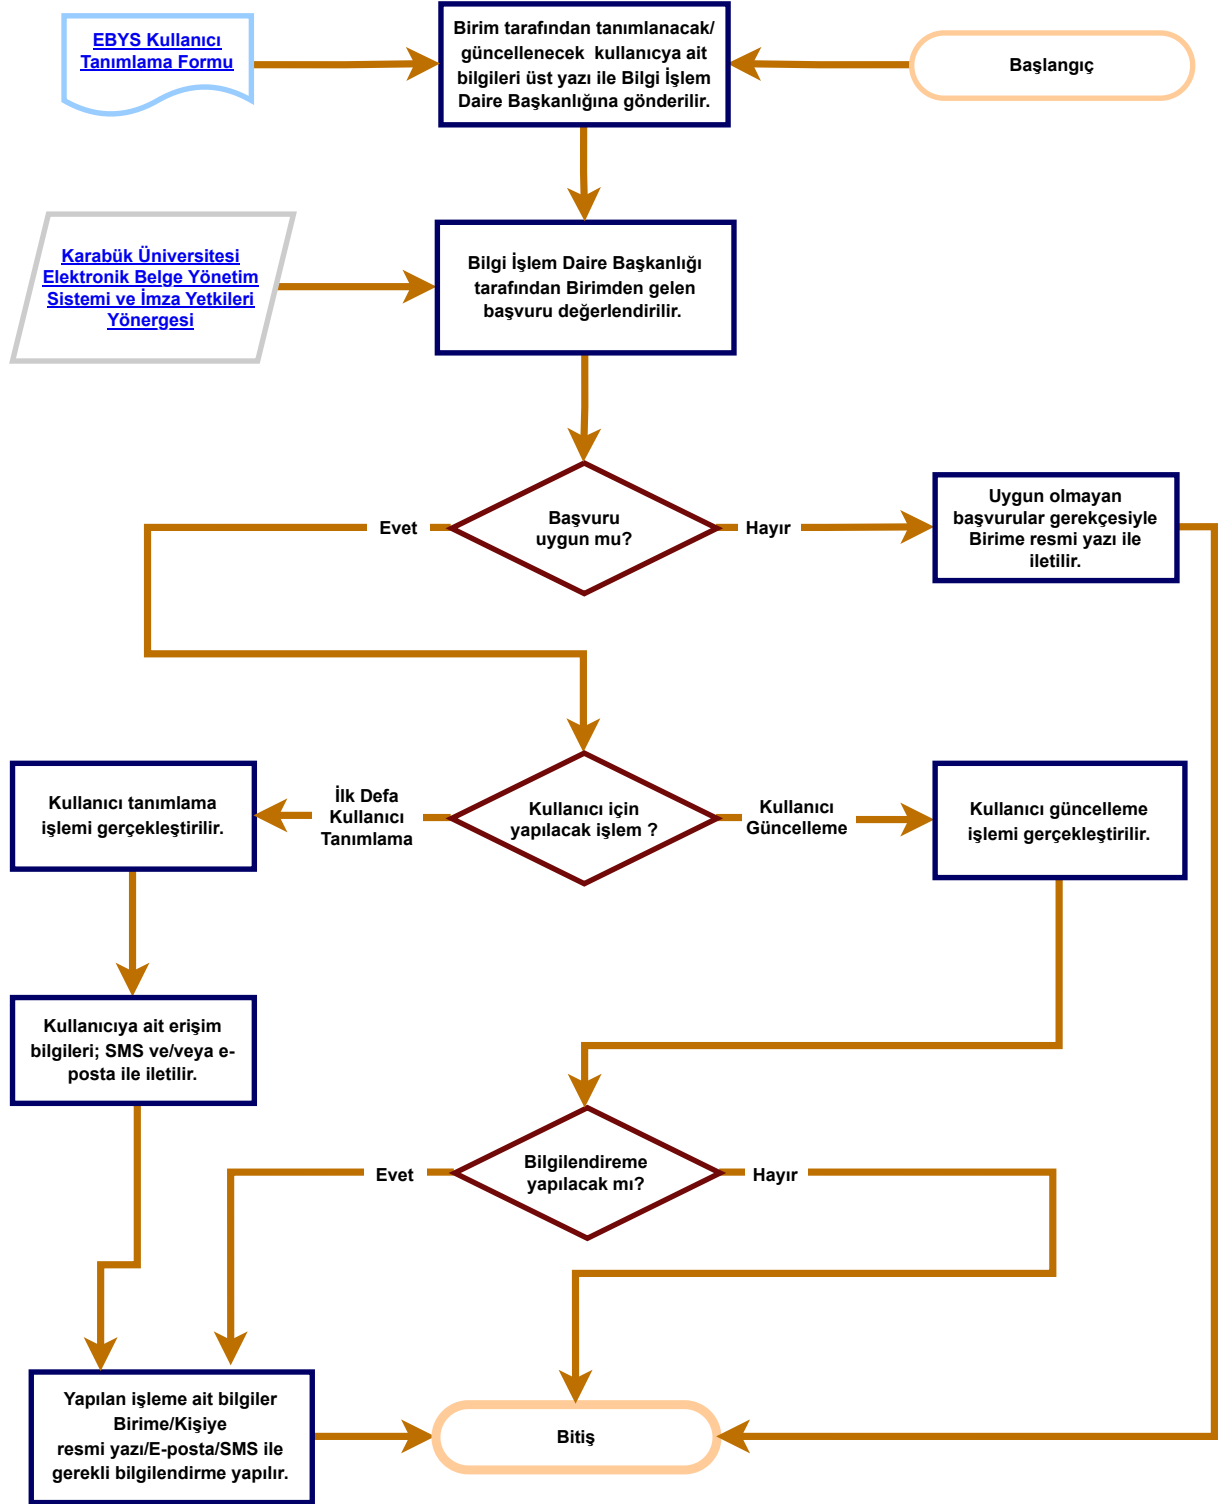 EBYS Kullanıcı
Tanımlama Formu
Birim tarafından tanımlanacak/
güncellenecek kullanıcya ait
bilgileri üst yazı ile Bilgi İşlem
Daire Başkanlığına gönderilir.
Başlangıç
Karabük Üniversitesi
Elektronik Belge Yönetim
Sistemi ve İmza Yetkileri
Yönergesi
Bilgi İşlem Daire Başkanlığı
tarafından Birimden gelen
başvuru değerlendirilir.
Evet
Başvuru
uygun mu?
Hayır
Uygun olmayan
başvurular gerekçesiyle
Birime resmi yazı ile
iletilir.
Kullanıcı tanımlama
işlemi gerçekleştirilir.
İlk Defa
Kullanıcı
Tanımlama
Kullanıcı için
yapılacak işlem ?
Kullanıcı
Güncelleme
Kullanıcı güncelleme
işlemi gerçekleştirilir.
Kullanıcıya ait erişim
bilgileri; SMS ve/veya e-
posta ile iletilir.
Evet
Bilgilendireme
yapılacak mı?
Hayır
Yapılan işleme ait bilgiler
Birime/Kişiye
resmi yazı/E-posta/SMS ile
gerekli bilgilendirme yapılır.
Bitiş